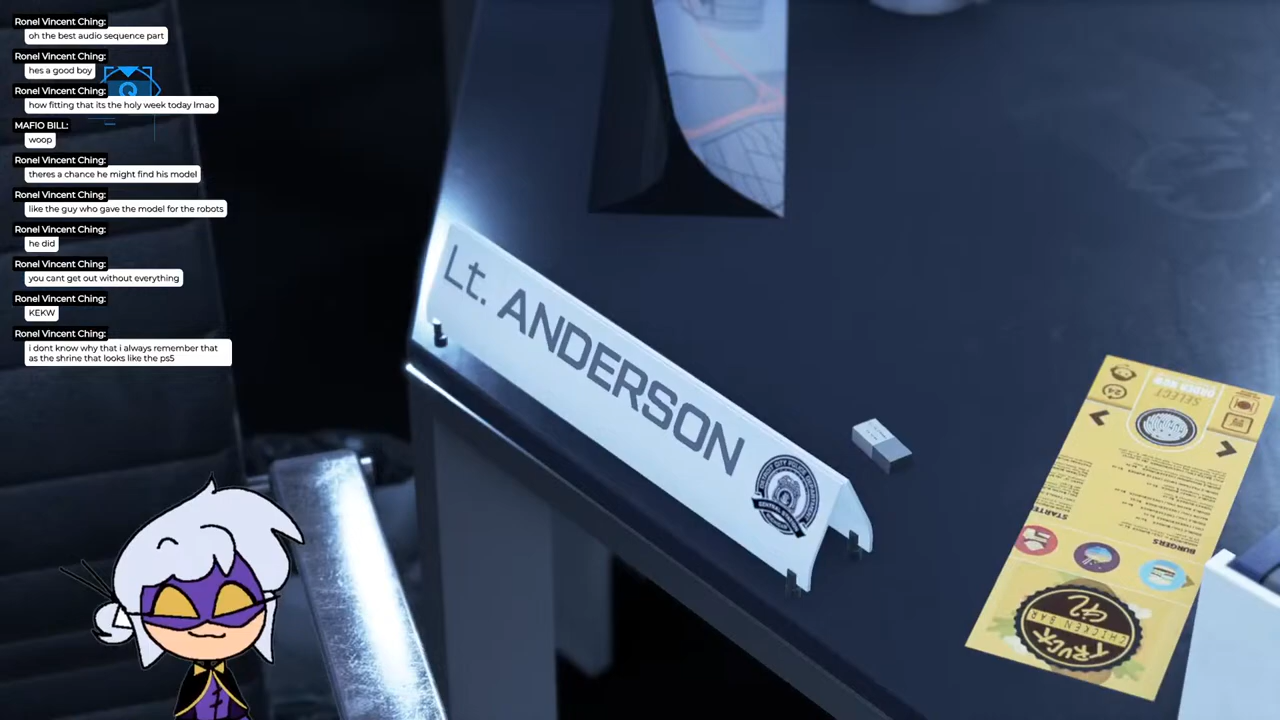 Ronel Vincent Ching:
oh the best audio sequence part
Ronel Vincent Ching:
hes a good boy
Ronel Vincent Ching:
how fitting that its the holy week today lmao
MAFIO BILL:
woop
Ronel Vincent Ching:
theres a chance he might find his model
Ronel Vincent Ching:
like the guy who gave the model for the robots
Ronel Vincent Ching:
he did
Ronel Vincent Ching:
you cant get out without everything
Ronel Vincent Ching:
KEKW
Ronel Vincent Ching:
i dont know why that i always remember that
as the shrine that looks like the ps5
Lt. ANDERSON
SELECT
24
BURGERS
CHICKEN BAR